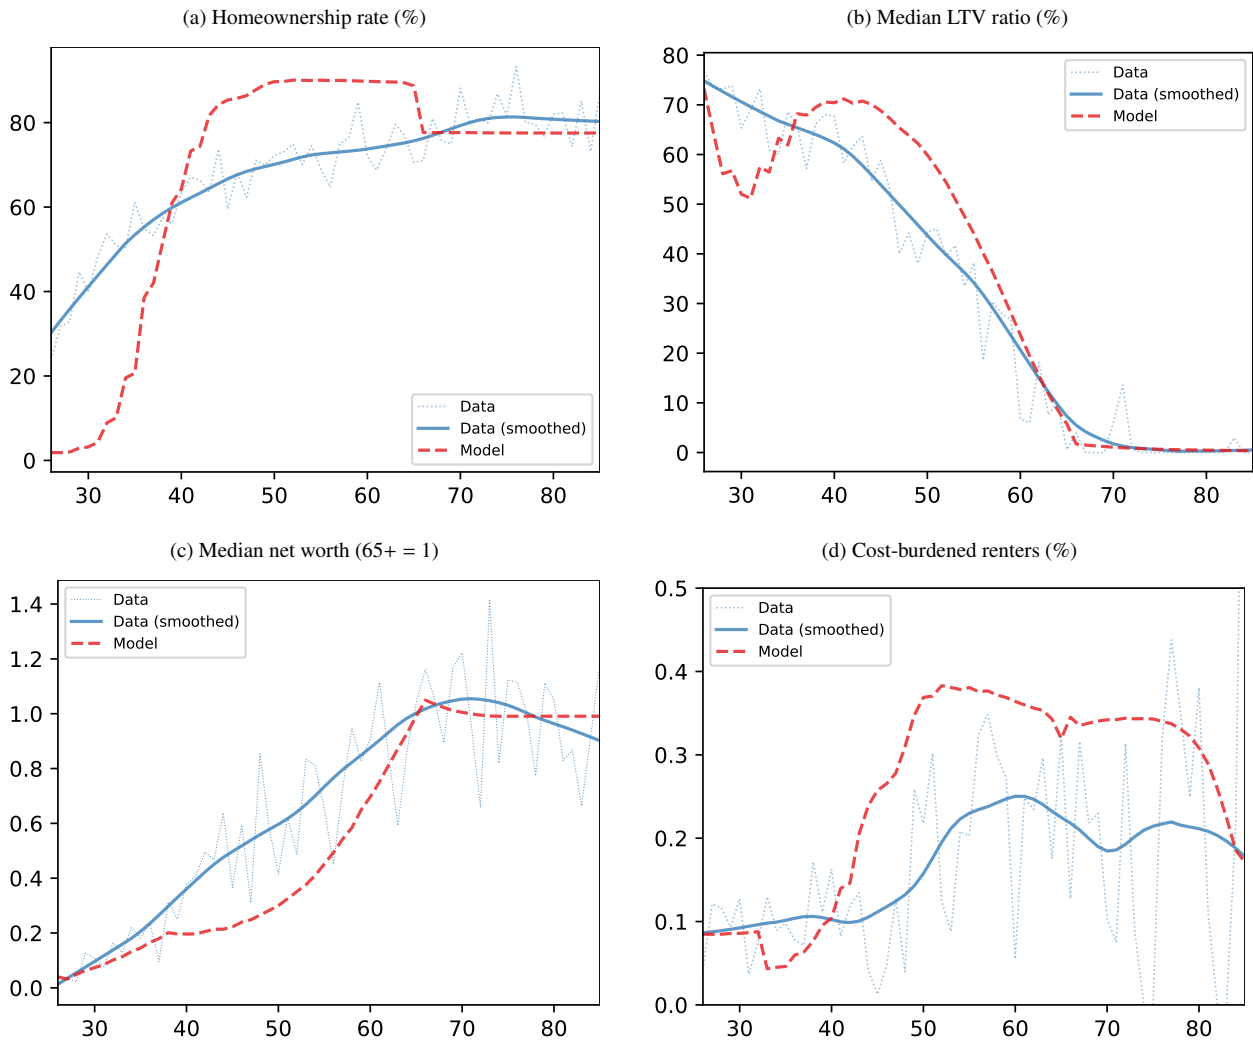 (a) Homeownership rate (%)
80
60
40
20
0
Data
Data (smoothed)
Model
30 40 50 60 70 80
(b) Median LTV ratio (%)
80
70
60
50
40
30
20
10
0
Data
Data (smoothed)
Model
30 40 50 60 70 80
(c) Median net worth (65+ = 1)
1.4
1.2
1.0
0.8
0.6
0.4
0.2
0.0
Data
Data (smoothed)
Model
30 40 50 60 70 80
(d) Cost-burdened renters (%)
0.5
0.4
0.3
0.2
0.1
0.0
Data
Data (smoothed)
Model
30 40 50 60 70 80